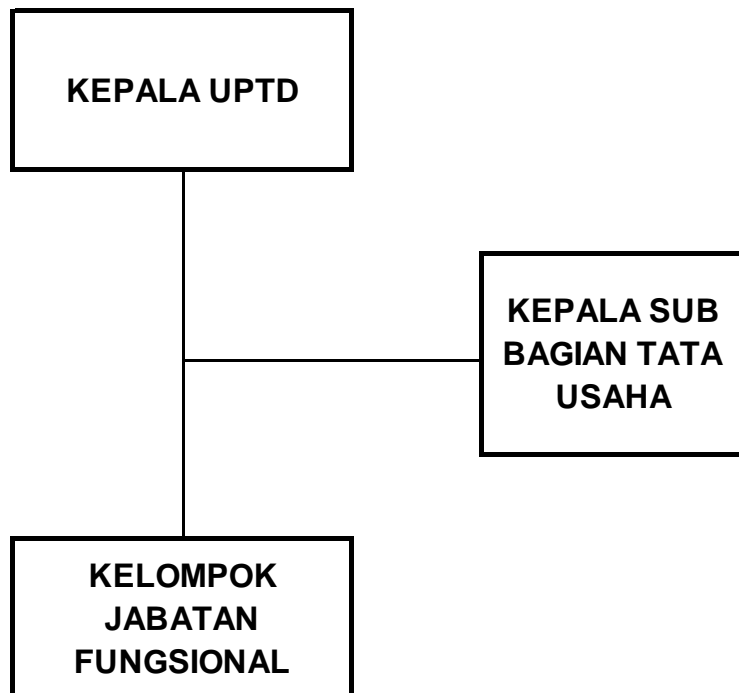 KEPALA UPTD
KEPALA SUB
BAGIAN TATA
USAHA
KELOMPOK
JABATAN
FUNGSIONAL